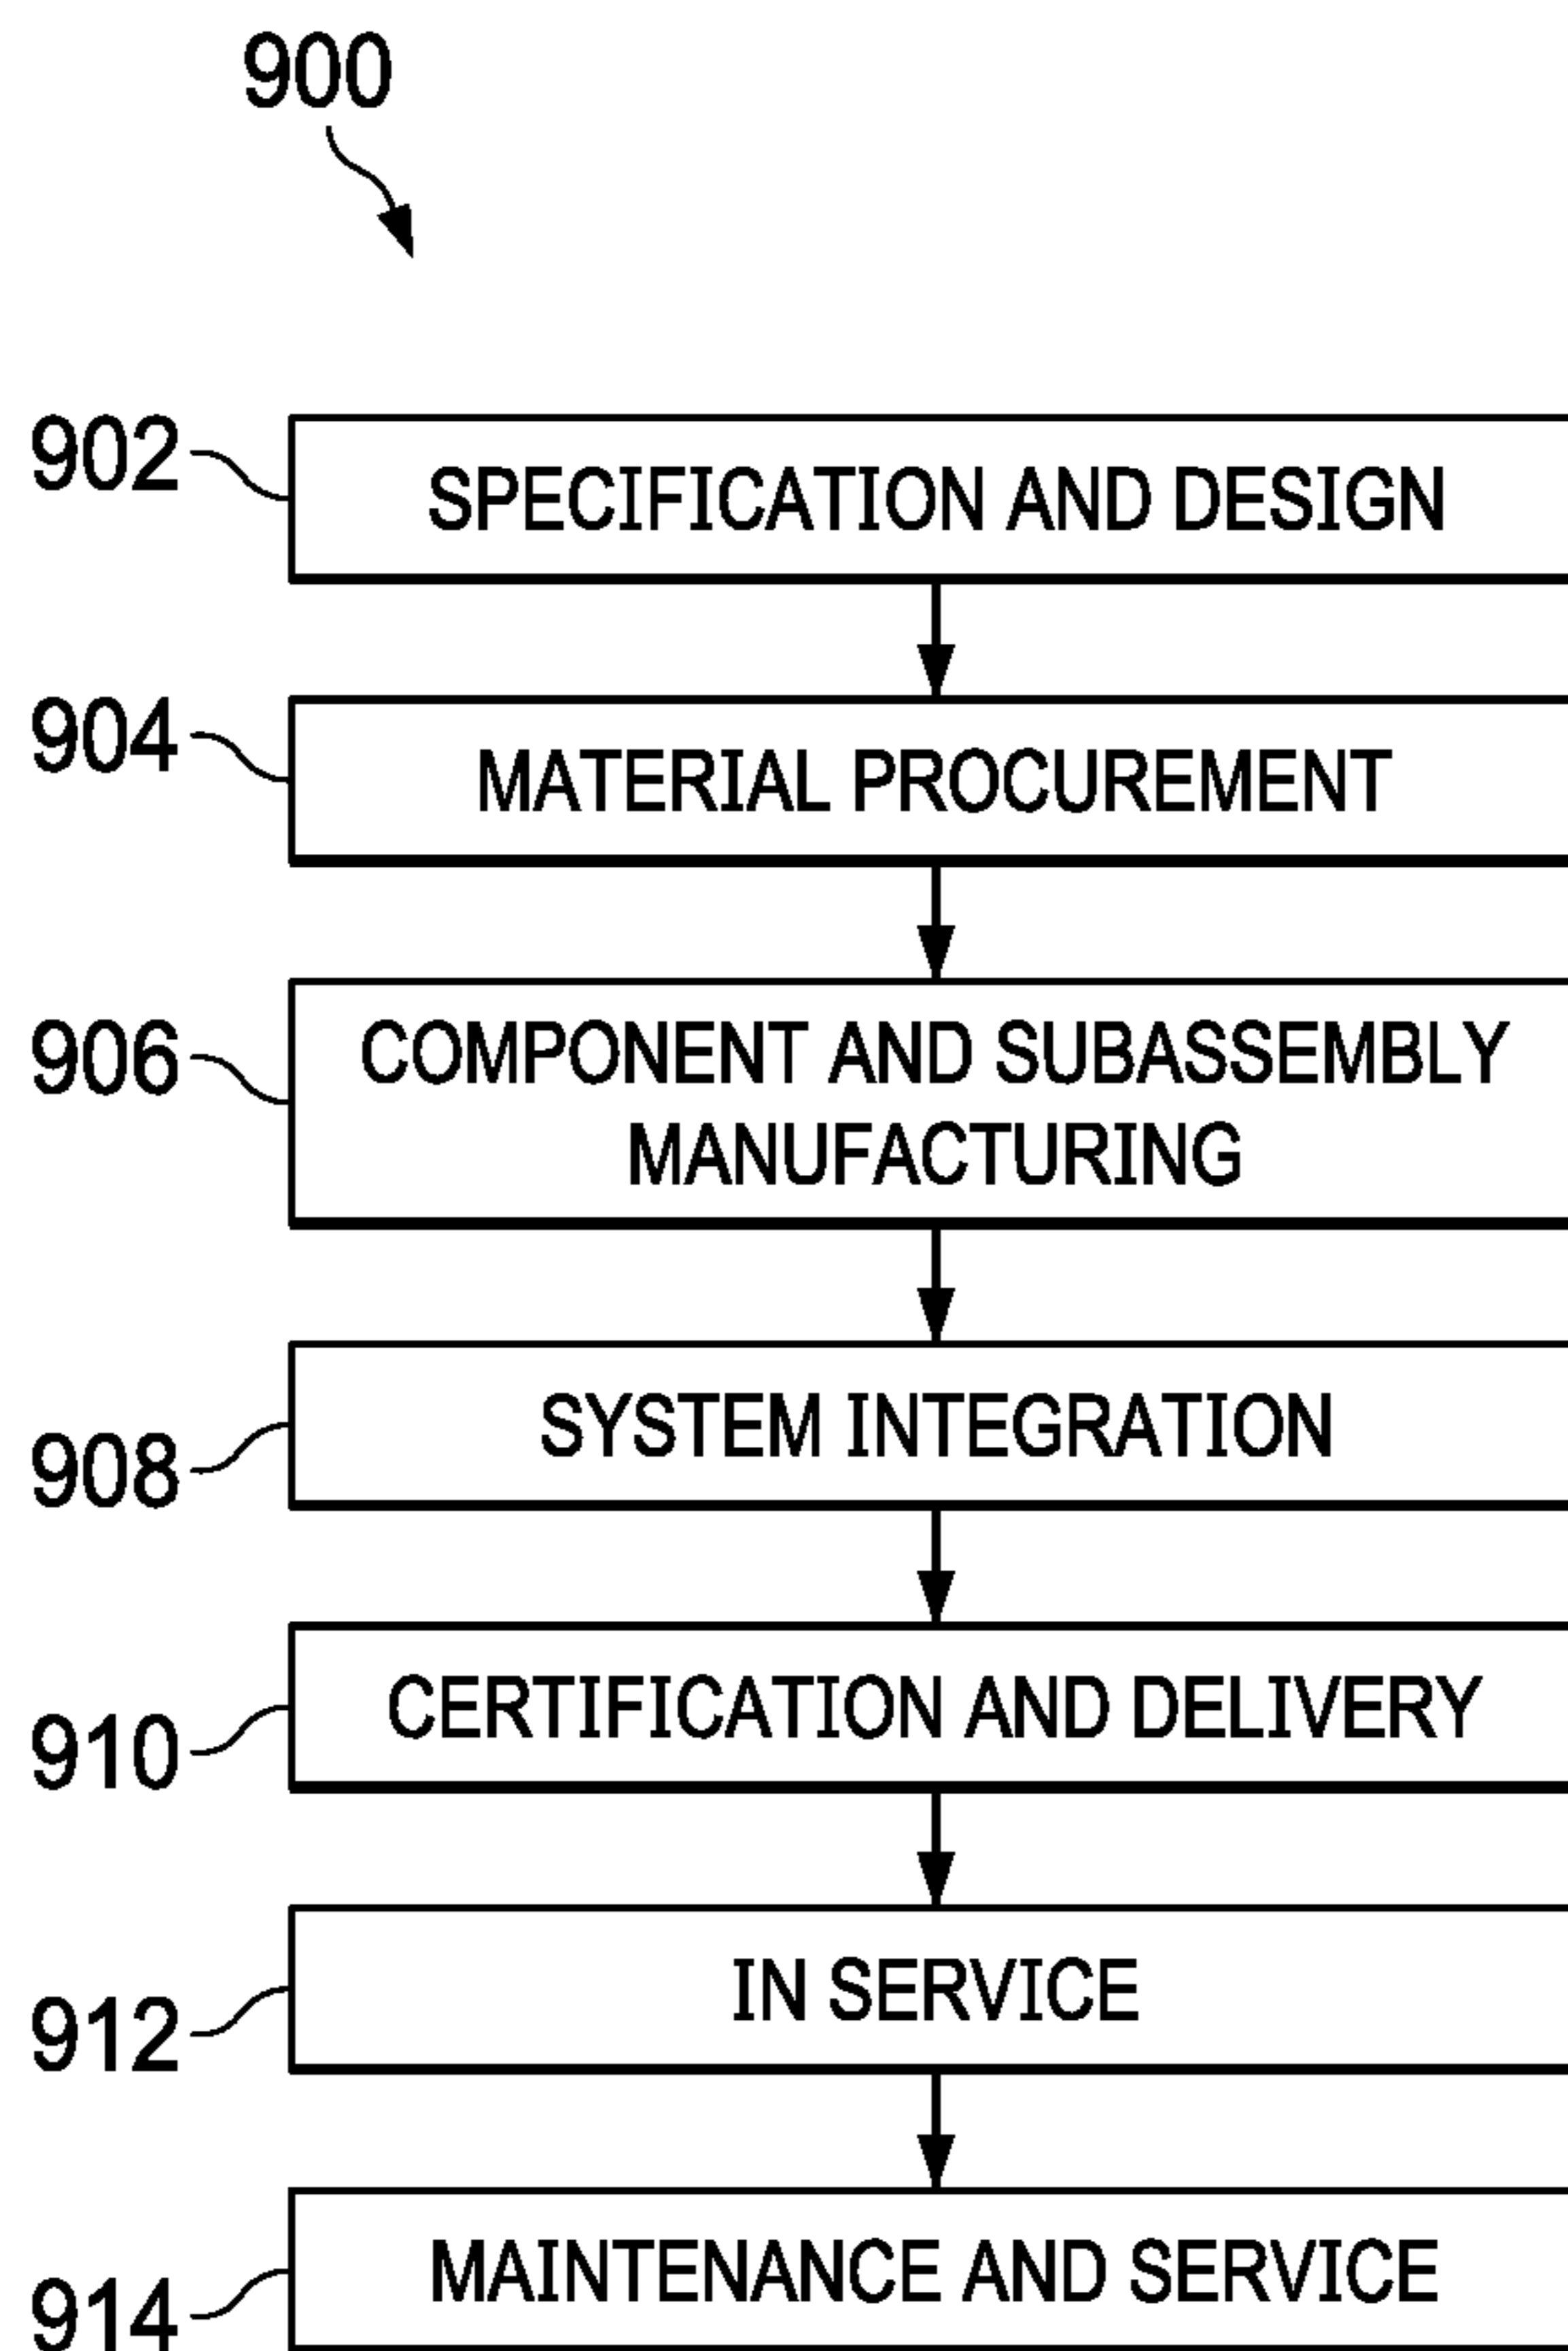 900
902
SPECIFICATION AND DESIGN
904
MATERIAL PROCUREMENT
906
COMPONENT AND SUBASSEMBLY
MANUFACTURING
908
SYSTEM INTEGRATION
910
CERTIFICATION AND DELIVERY
912
IN SERVICE
914
MAINTENANCE AND SERVICE